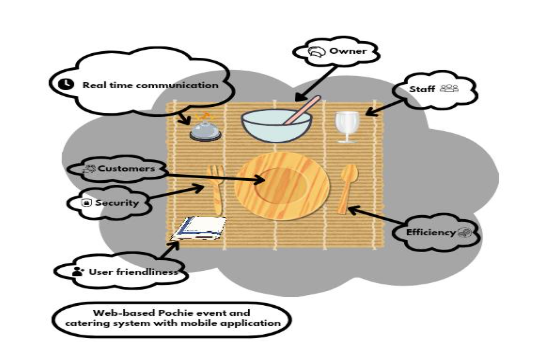 Owner
Real time communication
Staff
Customers
Security
Efficiency
User friendliness
Web-based Pochie event and
catering system with mobile application